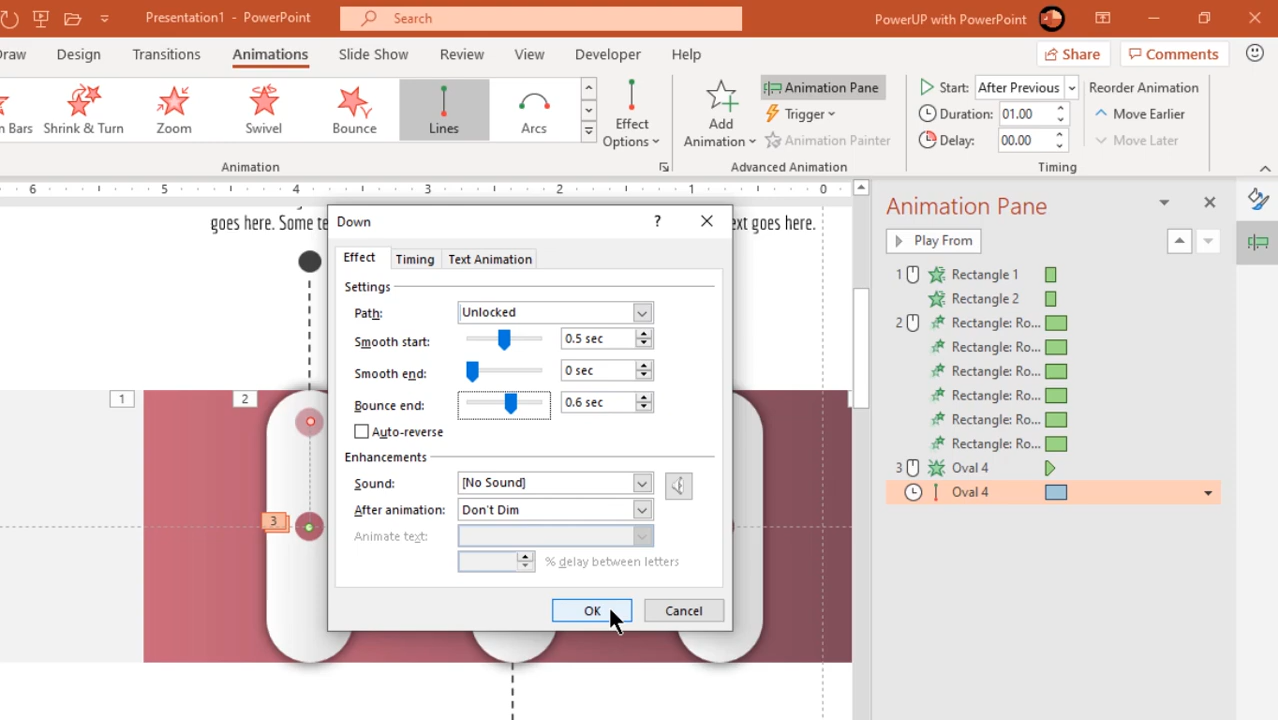 Presentation1 - PowerPoint
Search
PowerUP with PowerPoint
Draw
Design
Transitions
Animations
Slide Show
Review
View
Developer
Help
Share
Comments
Shrink & Turn
Zoom
Swivel
Bounce
Lines
Arcs
Effect
Options
Add
Animation
Animation Pane
Trigger
Animation Painter
Start: After Previous
Duration: 01.00
Delay: 00.00
Reorder Animation
Move Earlier
Move Later
Animation
Advanced Animation
Timing
6 5 4 3 2 1 0
goes here. Some te
ext goes here.
1
2
3
Down
?
Effect
Timing
Text Animation
Settings
Path: Unlocked
Smooth start: 0.5 sec
Smooth end: 0 sec
Bounce end: 0.6 sec
Auto-reverse
Enhancements
Sound: [No Sound]
After animation: Don't Dim
Animate text:
% delay between letters
OK
Cancel
Animation Pane
Play From
1 Rectangle 1
Rectangle 2
2 Rectangle: Ro...
Rectangle: Ro...
Rectangle: Ro...
Rectangle: Ro...
Rectangle: Ro...
Rectangle: Ro...
3 Oval 4
Oval 4